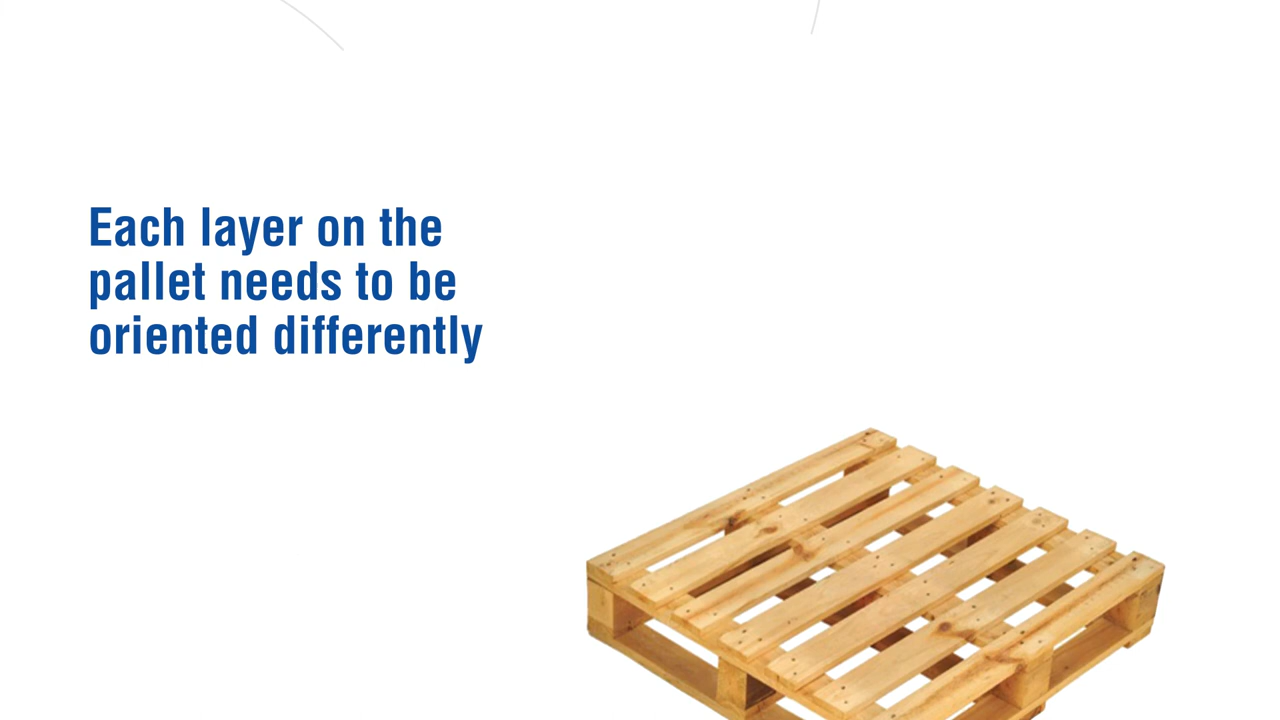 Each layer on the
pallet needs to be
oriented differently